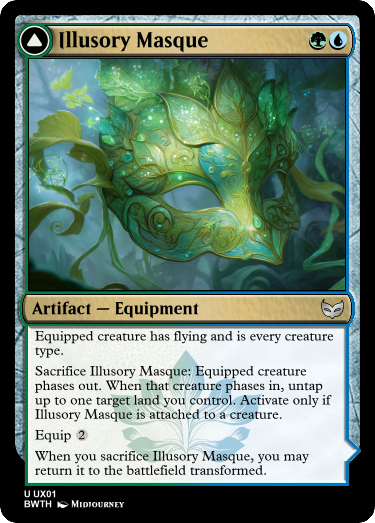 Illusory Masque
Artifact — Equipment
Equipped creature has flying and is every creature
type.
Sacrifice Illusory Masque: Equipped creature
phases out. When that creature phases in, untap
up to one target land you control. Activate only if
Illusory Masque is attached to a creature.
Equip 2
When you sacrifice Illusory Masque, you may
return it to the battlefield transformed.
U UX01
BWTH Midjourney